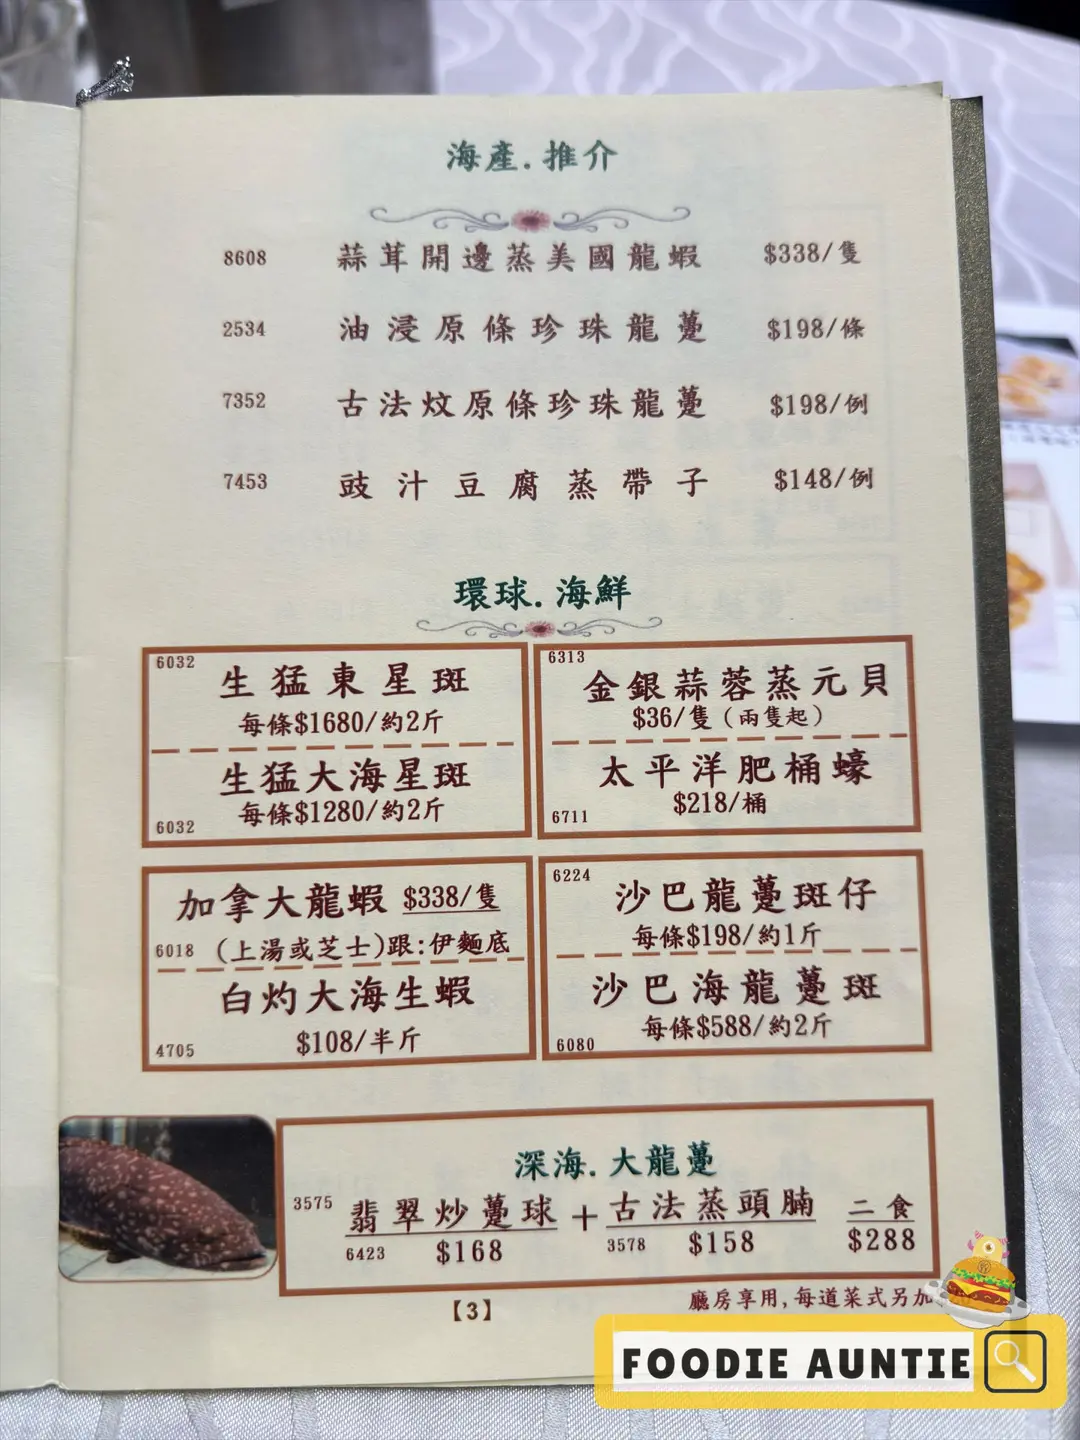 海產.推介
8608 蒜茸開邊蒸美國龍蝦 $338/隻
2534 油浸原條珍珠龍躉 $198/條
7352 古法炆原條珍珠龍躉 $198/例
7453 豉汁豆腐蒸帶子 $148/例
環球.海鮮
6032
生猛東星斑
每條$1680/約2斤
生猛大海星斑
每條$1280/約2斤
6032
6313
金銀蒜蓉蒸元貝
$36/隻(兩隻起)
太平洋肥桶蠔
$218/桶
6711
加拿大龍蝦 $338/隻
6018 (上湯或芝士)跟:伊麵底
白灼大海生蝦
$108/半斤
4705
6224
沙巴龍躉斑仔
每條$198/約1斤
沙巴海龍躉斑
每條$588/約2斤
6080
深海.大龍躉
3575 翡翠炒躉球+古法蒸頭腩 二食
6423 $168 3578 $158 $288
廳房享用,每道菜式另加
【3】
FOODIE AUNTIE